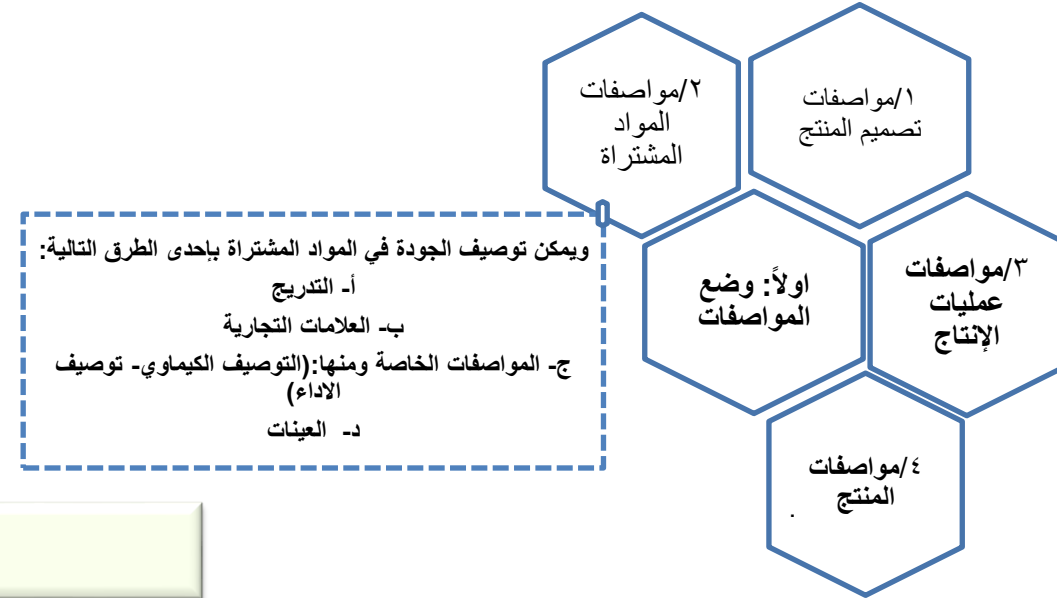 ١/مواصفات
تصميم المنتج
٢/مواصفات
المواد
المشتراة
اولاً: وضع
المواصفات
٣/مواصفات
عمليات
الإنتاج
٤/مواصفات
المنتج
.
ويمكن توصيف الجودة في المواد المشتراة بإحدى الطرق التالية:
أ- التدريج
ب- العلامات التجارية
ج- المواصفات الخاصة ومنها:(التوصيف الكيماوي- توصيف
الاداء)
د- العينات